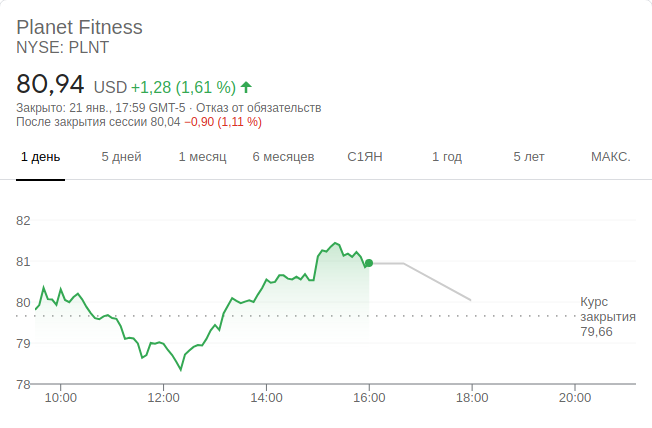 Planet Fitness
NYSE: PLNT
80,94 USD +1,28 (1,61 %)
Закрыто: 21 янв., 17:59 GMT-5 · Отказ от обязательств
После закрытия сессии 80,04 −0,90 (1,11 %)
1 день 5 дней 1 месяц 6 месяцев С1ЯН 1 год 5 лет МАКС.
82
81
80
79
78
Курс
закрытия
79,66
10:00 12:00 14:00 16:00 18:00 20:00